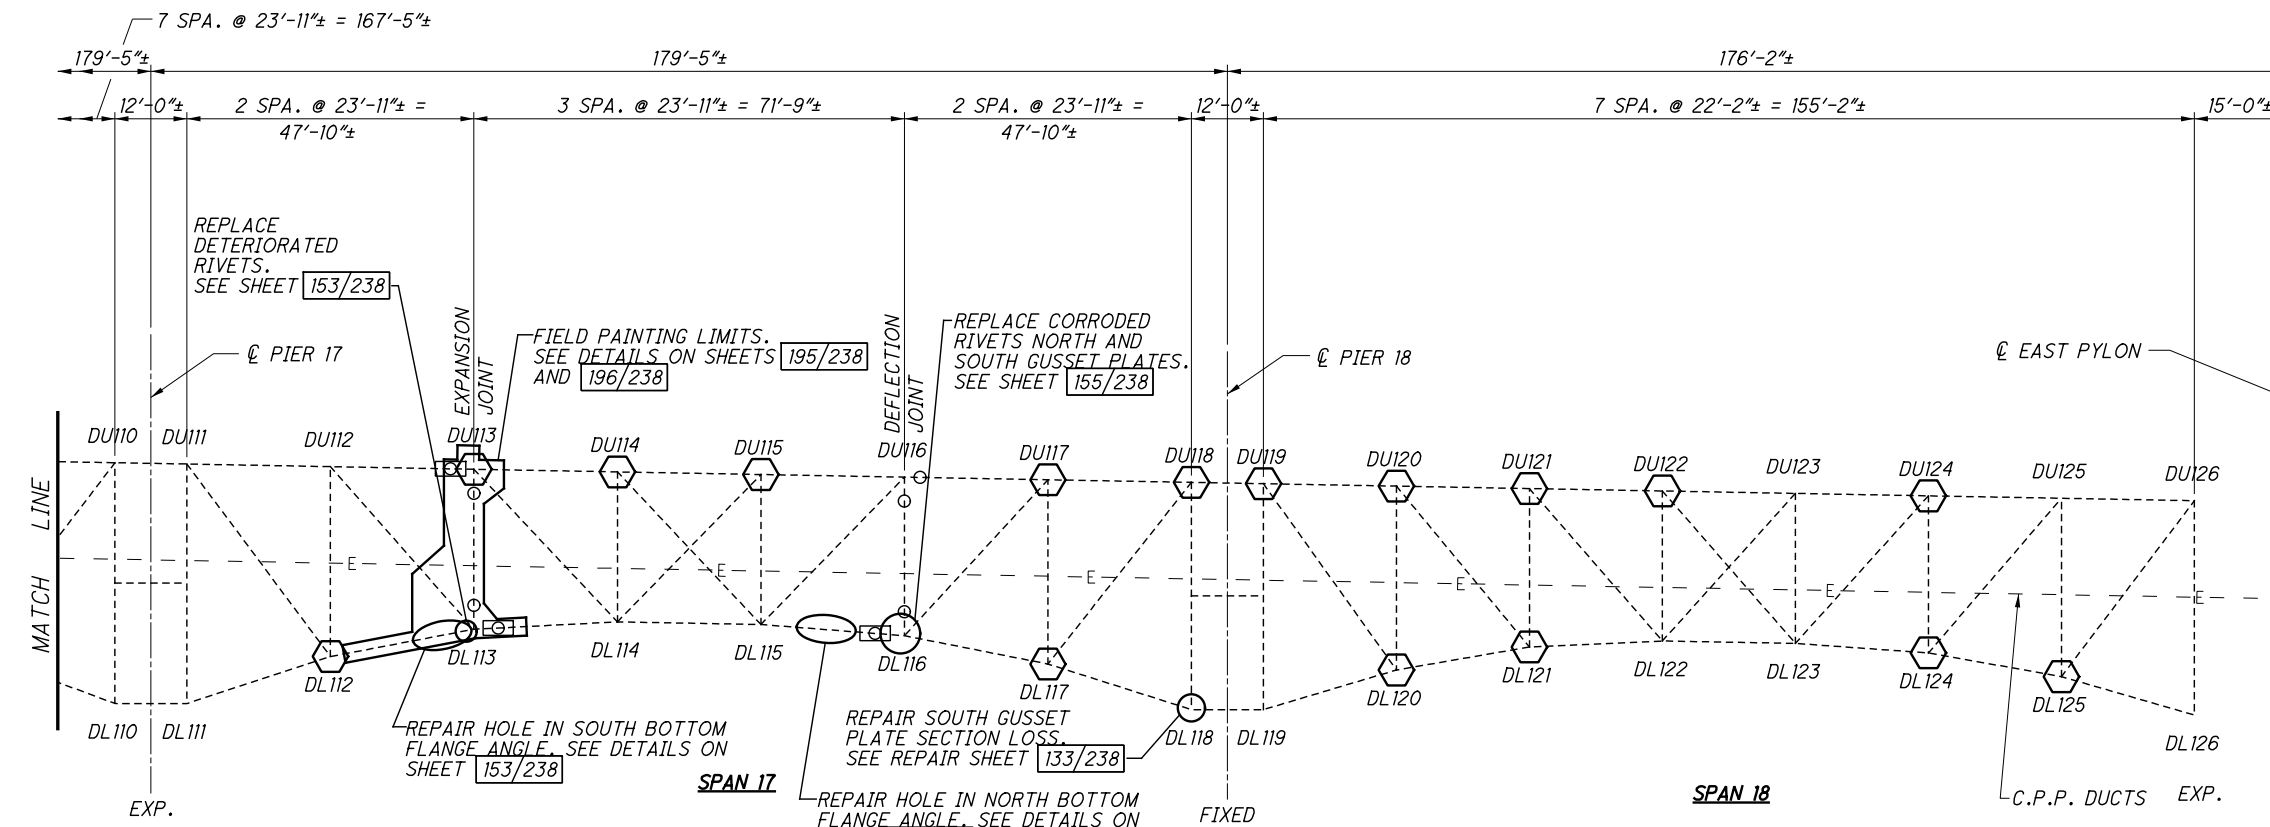 7 SPA. @ 23'-11"± = 167'-5"±
179'-5"± 179'-5"± 176'-2"±
12'-0"± 2 SPA. @ 23'-11"± = 3 SPA. @ 23'-11"± = 71'-9"± 2 SPA. @ 23'-11"± = 12'-0"± 7 SPA. @ 22'-2"± = 155'-2"± 15'-0"±
47'-10"± 47'-10"±
REPLACE
DETERIORATED
RIVETS.
SEE SHEET 153/238
EXPANSION
JOINT
FIELD PAINTING LIMITS.
SEE DETAILS ON SHEETS 195/238
AND 196/238
DEFLECTION
JOINT
REPLACE CORRODED
RIVETS NORTH AND
SOUTH GUSSET PLATES.
SEE SHEET 155/238
℄ PIER 17
℄ PIER 18
℄ EAST PYLON
MATCH LINE
DU110 DU111 DU112 DU113 DU114 DU115 DU116 DU117 DU118 DU119 DU120 DU121 DU122 DU123 DU124 DU125 DU126
E E E E E E
DL110 DL111 DL112 DL113 DL114 DL115 DL116 DL117 DL118 DL119 DL120 DL121 DL122 DL123 DL124 DL125 DL126
REPAIR HOLE IN SOUTH BOTTOM
FLANGE ANGLE. SEE DETAILS ON
SHEET 153/238
REPAIR SOUTH GUSSET
PLATE SECTION LOSS.
SEE REPAIR SHEET 133/238
SPAN 17
SPAN 18
REPAIR HOLE IN NORTH BOTTOM
FLANGE ANGLE. SEE DETAILS ON
EXP.
FIXED
C.P.P. DUCTS
EXP.